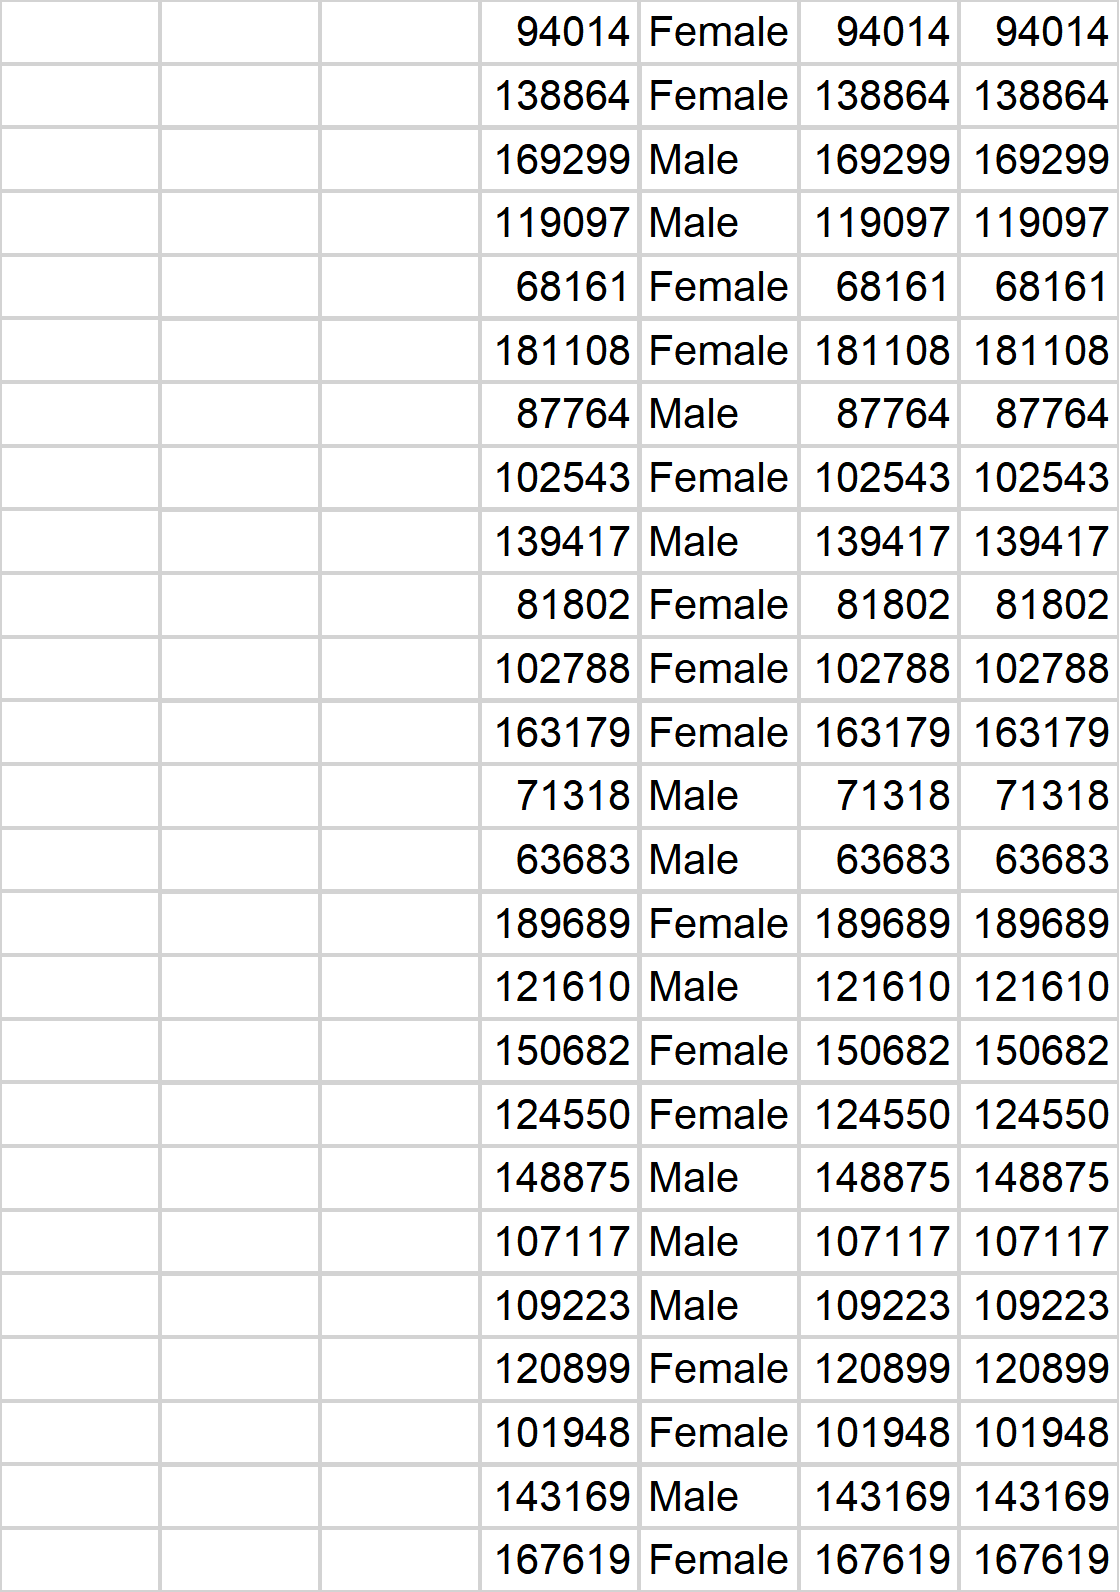 94014 Female 94014 94014
138864 Female 138864 138864
169299 Male 169299 169299
119097 Male 119097 119097
68161 Female 68161 68161
181108 Female 181108 181108
87764 Male 87764 87764
102543 Female 102543 102543
139417 Male 139417 139417
81802 Female 81802 81802
102788 Female 102788 102788
163179 Female 163179 163179
71318 Male 71318 71318
63683 Male 63683 63683
189689 Female 189689 189689
121610 Male 121610 121610
150682 Female 150682 150682
124550 Female 124550 124550
148875 Male 148875 148875
107117 Male 107117 107117
109223 Male 109223 109223
120899 Female 120899 120899
101948 Female 101948 101948
143169 Male 143169 143169
167619 Female 167619 167619